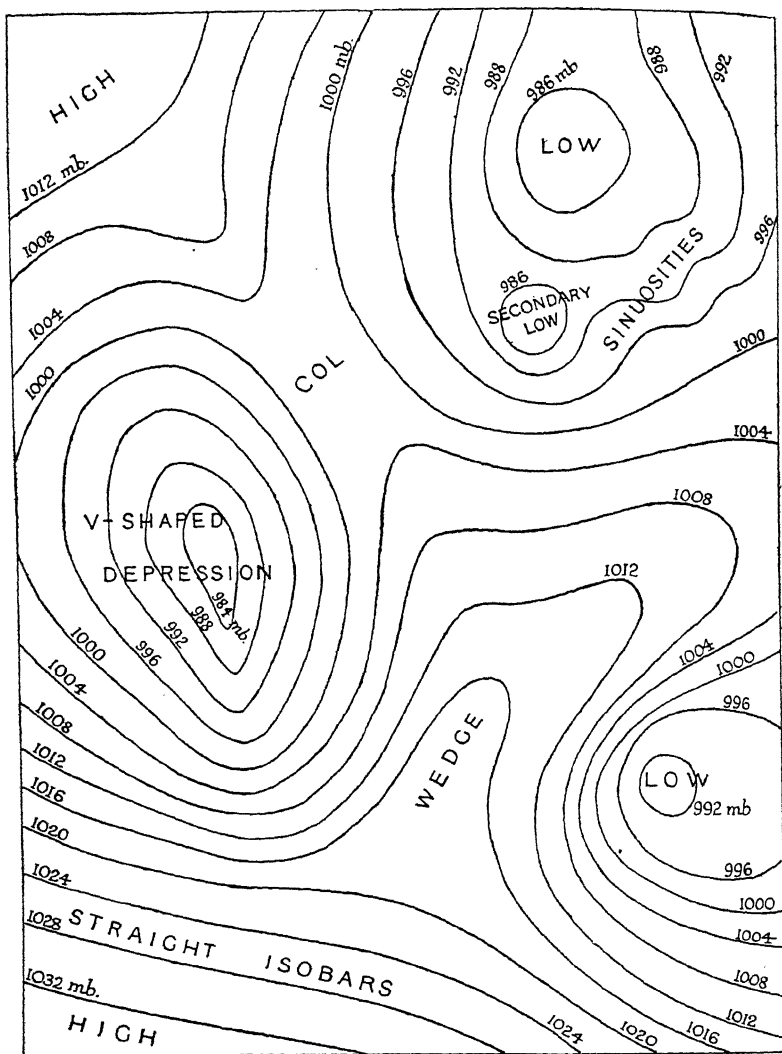 1000 mb.
996
992
988
986 mb
988
992
HIGH
LOW
1012 mb.
1008
996
SINUOSITIES
986
SECONDARY
LOW
1004
1000
COL
1000
1004
1008
V-SHAPED
DEPRESSION
1012
984 mb.
988
992
996
1000
1004
1008
1012
1016
1020
1024
1028
1032 mb.
WEDGE
1004
1000
996
LOW
992 mb
996
1000
1004
1008
1012
1016
1020
1024
STRAIGHT ISOBARS
HIGH